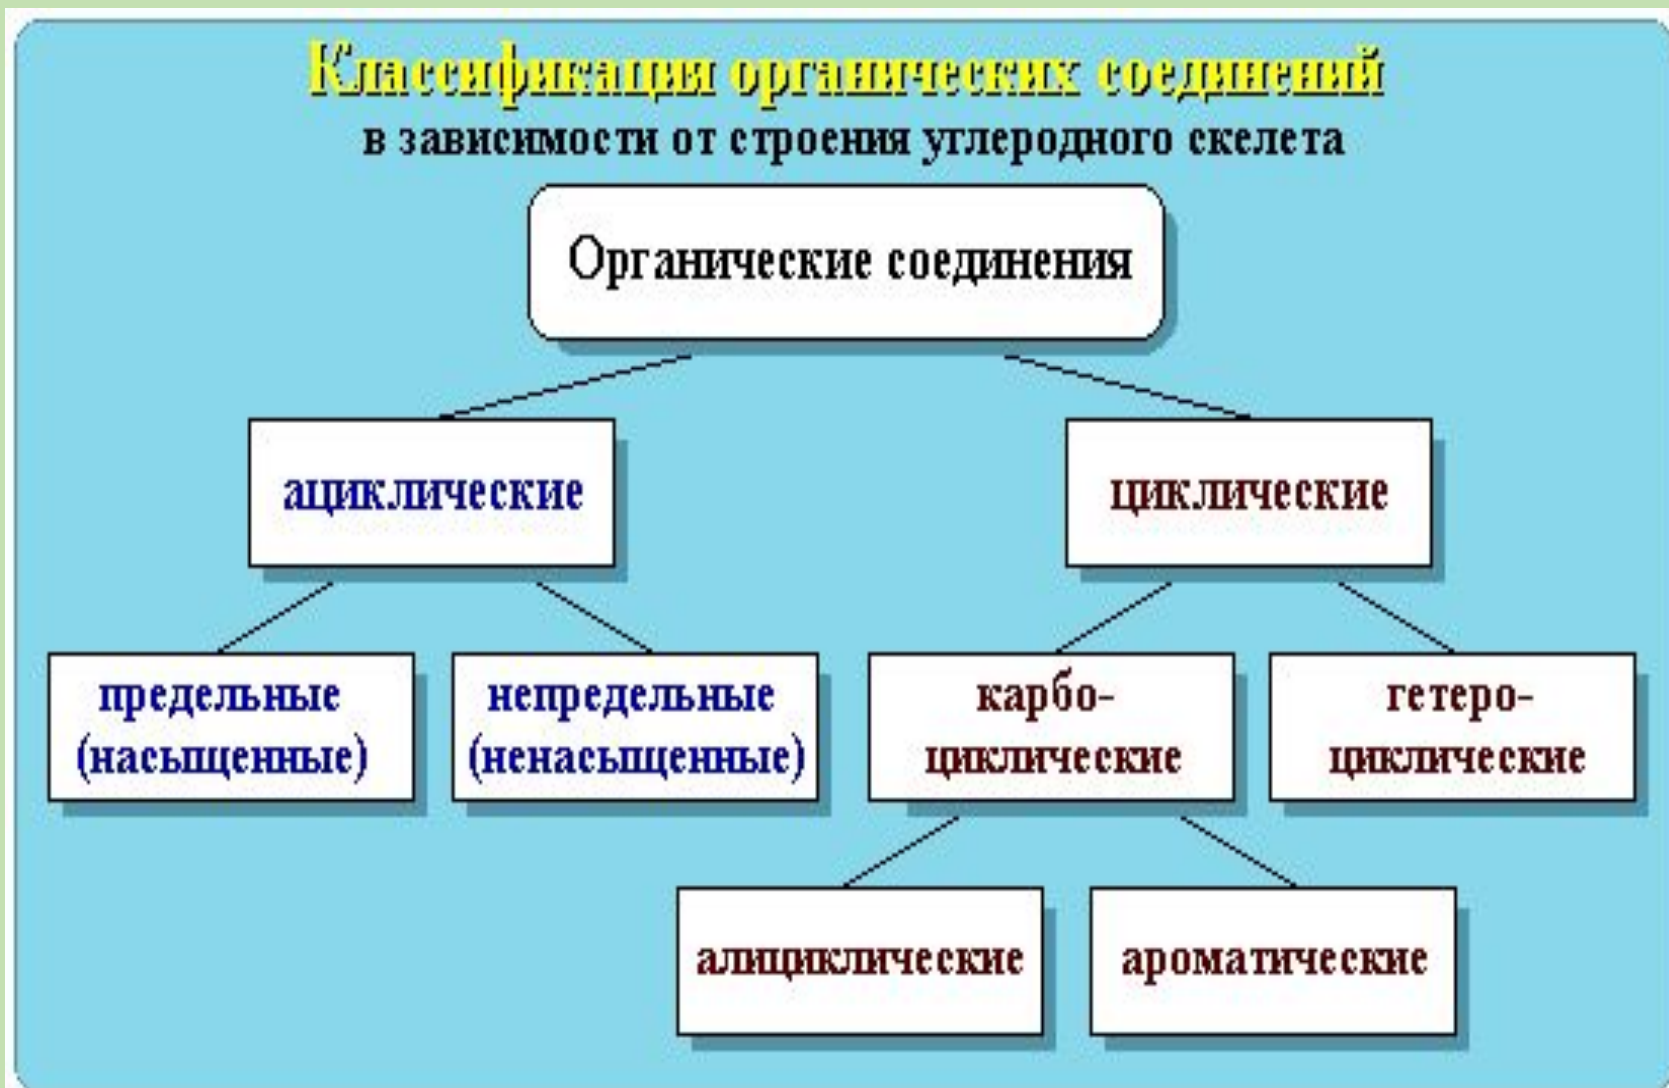 Классификация органических соединений
в зависимости от строения углеродного скелета
Органические соединения
ациклические
циклические
предельные
(насыщенные)
непредельные
(ненасыщенные)
карбо-
циклические
гетеро-
циклические
алициклические
ароматические